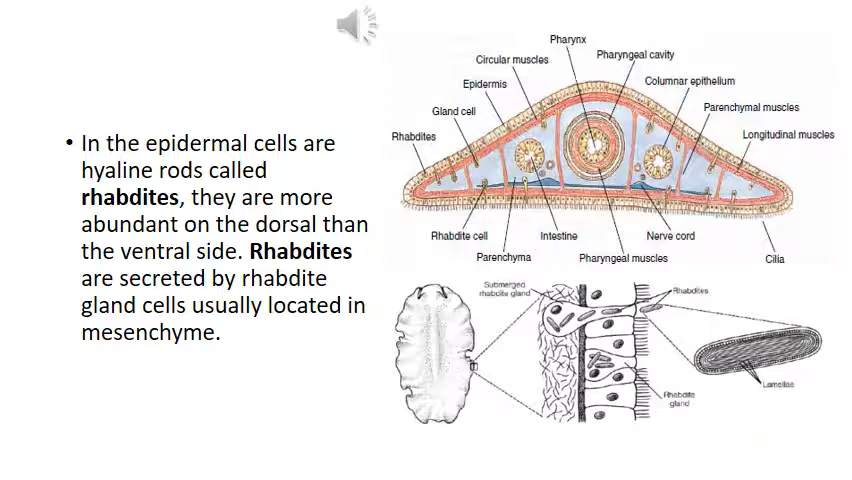 • In the epidermal cells are
hyaline rods called
rhabdites, they are more
abundant on the dorsal than
the ventral side. Rhabdites
are secreted by rhabdite
gland cells usually located in
mesenchyme.
Pharynx
Circular muscles
Pharyngeal cavity
Epidermis
Columnar epithelium
Gland cell
Parenchymal muscles
Rhabdites
Longitudinal muscles
Rhabdite cell
Intestine
Nerve cord
Parenchyma
Pharyngeal muscles
Cilia
Submerged
rhabdite gland
Rhabdites
Lamellae
Rhabdite
gland